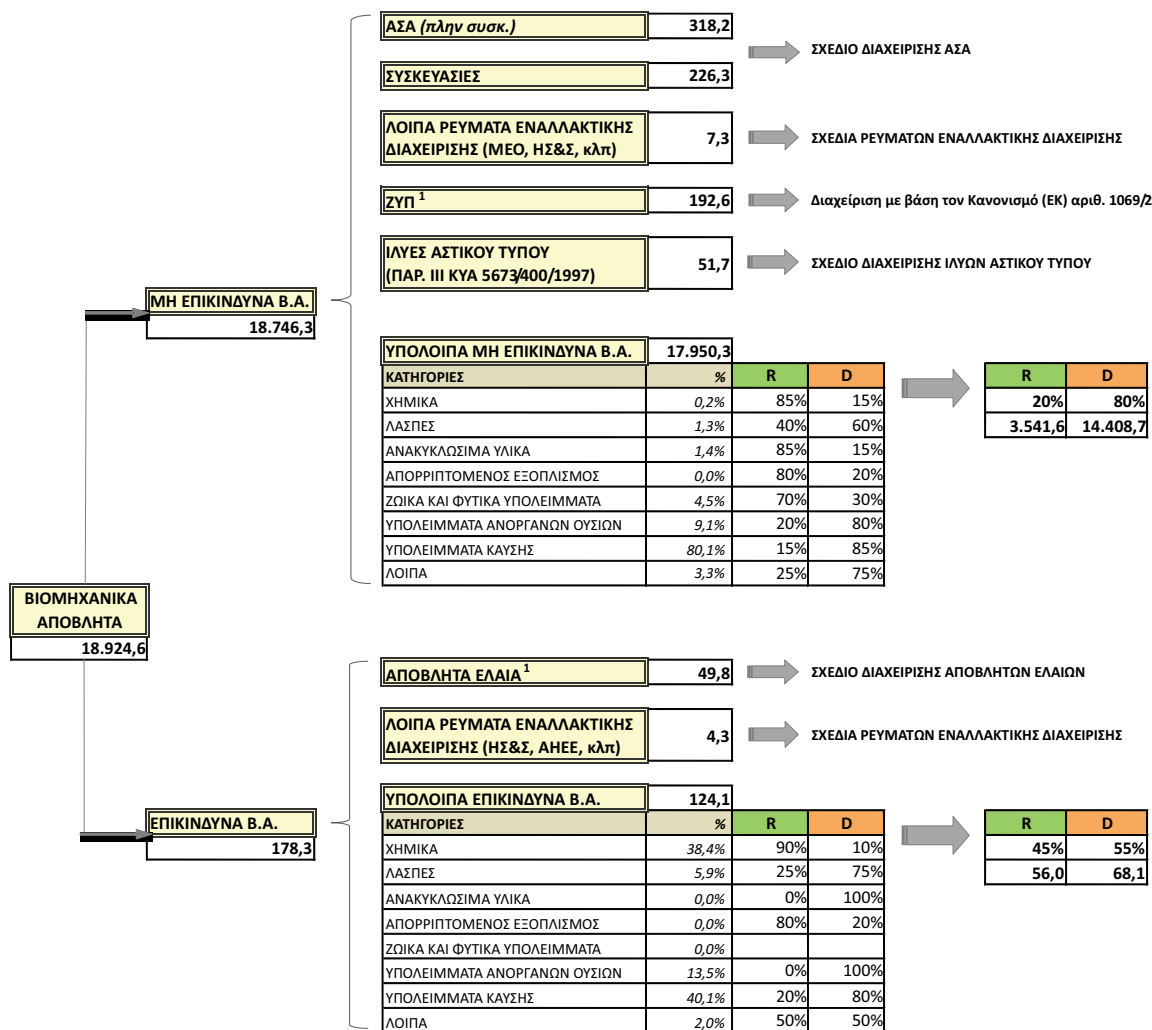 ΑΣΑ (πλην συσκ.) 318,2
ΣΧΕΔΙΟ ΔΙΑΧΕΙΡΙΣΗΣ ΑΣΑ
ΣΥΣΚΕΥΑΣΙΕΣ 226,3
ΛΟΙΠΑ ΡΕΥΜΑΤΑ ΕΝΑΛΛΑΚΤΙΚΗΣ
ΔΙΑΧΕΙΡΙΣΗΣ (ΜΕΟ, ΗΣ&Σ, κλπ) 7,3 ΣΧΕΔΙΑ ΡΕΥΜΑΤΩΝ ΕΝΑΛΛΑΚΤΙΚΗΣ ΔΙΑΧΕΙΡΙΣΗΣ
ΖΥΠ 1 192,6 Διαχείριση με βάση τον Κανονισμό (ΕΚ) αριθ. 1069/2
ΙΛΥΕΣ ΑΣΤΙΚΟΥ ΤΥΠΟΥ
(ΠΑΡ. ΙΙΙ ΚΥΑ 5673/400/1997) 51,7 ΣΧΕΔΙΟ ΔΙΑΧΕΙΡΙΣΗΣ ΙΛΥΩΝ ΑΣΤΙΚΟΥ ΤΥΠΟΥ
ΜΗ ΕΠΙΚΙΝΔΥΝΑ Β.Α.
18.746,3
ΥΠΟΛΟΙΠΑ ΜΗ ΕΠΙΚΙΝΔΥΝΑ Β.Α. 17.950,3
ΚΑΤΗΓΟΡΙΕΣ % R D R D
ΧΗΜΙΚΑ 0,2% 85% 15% 20% 80%
ΛΑΣΠΕΣ 1,3% 40% 60% 3.541,6 14.408,7
ΑΝΑΚΥΚΛΩΣΙΜΑ ΥΛΙΚΑ 1,4% 85% 15%
ΑΠΟΡΡΙΠΤΟΜΕΝΟΣ ΕΞΟΠΛΙΣΜΟΣ 0,0% 80% 20%
ΖΩΙΚΑ ΚΑΙ ΦΥΤΙΚΑ ΥΠΟΛΕΙΜΜΑΤΑ 4,5% 70% 30%
ΥΠΟΛΕΙΜΜΑΤΑ ΑΝΟΡΓΑΝΩΝ ΟΥΣΙΩΝ 9,1% 20% 80%
ΥΠΟΛΕΙΜΜΑΤΑ ΚΑΥΣΗΣ 80,1% 15% 85%
ΛΟΙΠΑ 3,3% 25% 75%
ΒΙΟΜΗΧΑΝΙΚΑ
ΑΠΟΒΛΗΤΑ
18.924,6
ΑΠΟΒΛΗΤΑ ΕΛΑΙΑ 1 49,8 ΣΧΕΔΙΟ ΔΙΑΧΕΙΡΙΣΗΣ ΑΠΟΒΛΗΤΩΝ ΕΛΑΙΩΝ
ΛΟΙΠΑ ΡΕΥΜΑΤΑ ΕΝΑΛΛΑΚΤΙΚΗΣ
ΔΙΑΧΕΙΡΙΣΗΣ (ΗΣ&Σ, ΑΗΕΕ, κλπ) 4,3 ΣΧΕΔΙΑ ΡΕΥΜΑΤΩΝ ΕΝΑΛΛΑΚΤΙΚΗΣ ΔΙΑΧΕΙΡΙΣΗΣ
ΥΠΟΛΟΙΠΑ ΕΠΙΚΙΝΔΥΝΑ Β.Α. 124,1
ΕΠΙΚΙΝΔΥΝΑ Β.Α.
178,3
ΚΑΤΗΓΟΡΙΕΣ % R D R D
ΧΗΜΙΚΑ 38,4% 90% 10% 45% 55%
ΛΑΣΠΕΣ 5,9% 25% 75% 56,0 68,1
ΑΝΑΚΥΚΛΩΣΙΜΑ ΥΛΙΚΑ 0,0% 0% 100%
ΑΠΟΡΡΙΠΤΟΜΕΝΟΣ ΕΞΟΠΛΙΣΜΟΣ 0,0% 80% 20%
ΖΩΙΚΑ ΚΑΙ ΦΥΤΙΚΑ ΥΠΟΛΕΙΜΜΑΤΑ 0,0%
ΥΠΟΛΕΙΜΜΑΤΑ ΑΝΟΡΓΑΝΩΝ ΟΥΣΙΩΝ 13,5% 0% 100%
ΥΠΟΛΕΙΜΜΑΤΑ ΚΑΥΣΗΣ 40,1% 20% 80%
ΛΟΙΠΑ 2,0% 50% 50%